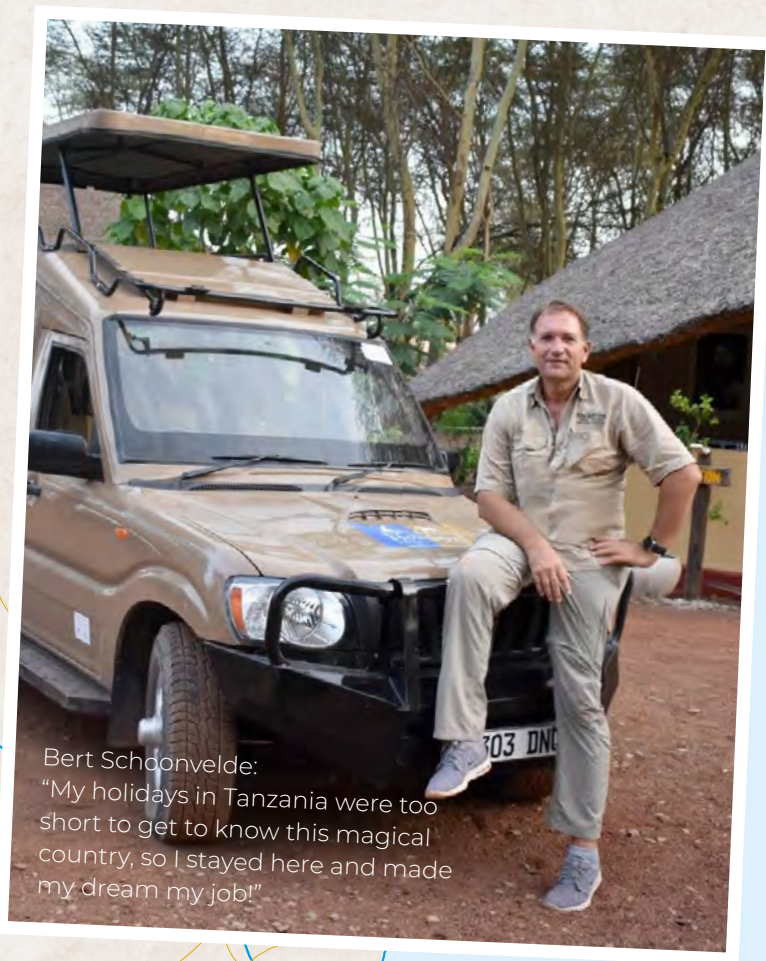 303 DN
Bert Schoonvelde:
“My holidays in Tanzania were too
short to get to know this magical
country, so I stayed here and made
my dream my job!”